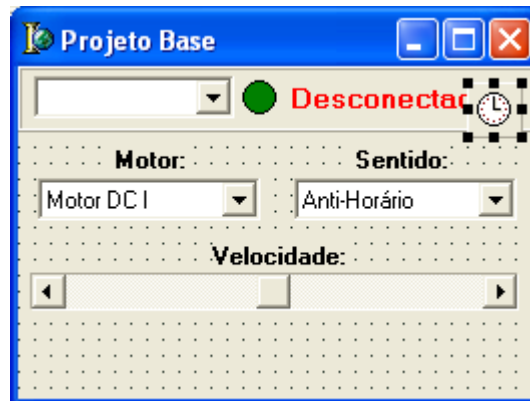 Projeto Base
Desconectad
Motor: Sentido:
Motor DC I Anti-Horário
Velocidade: